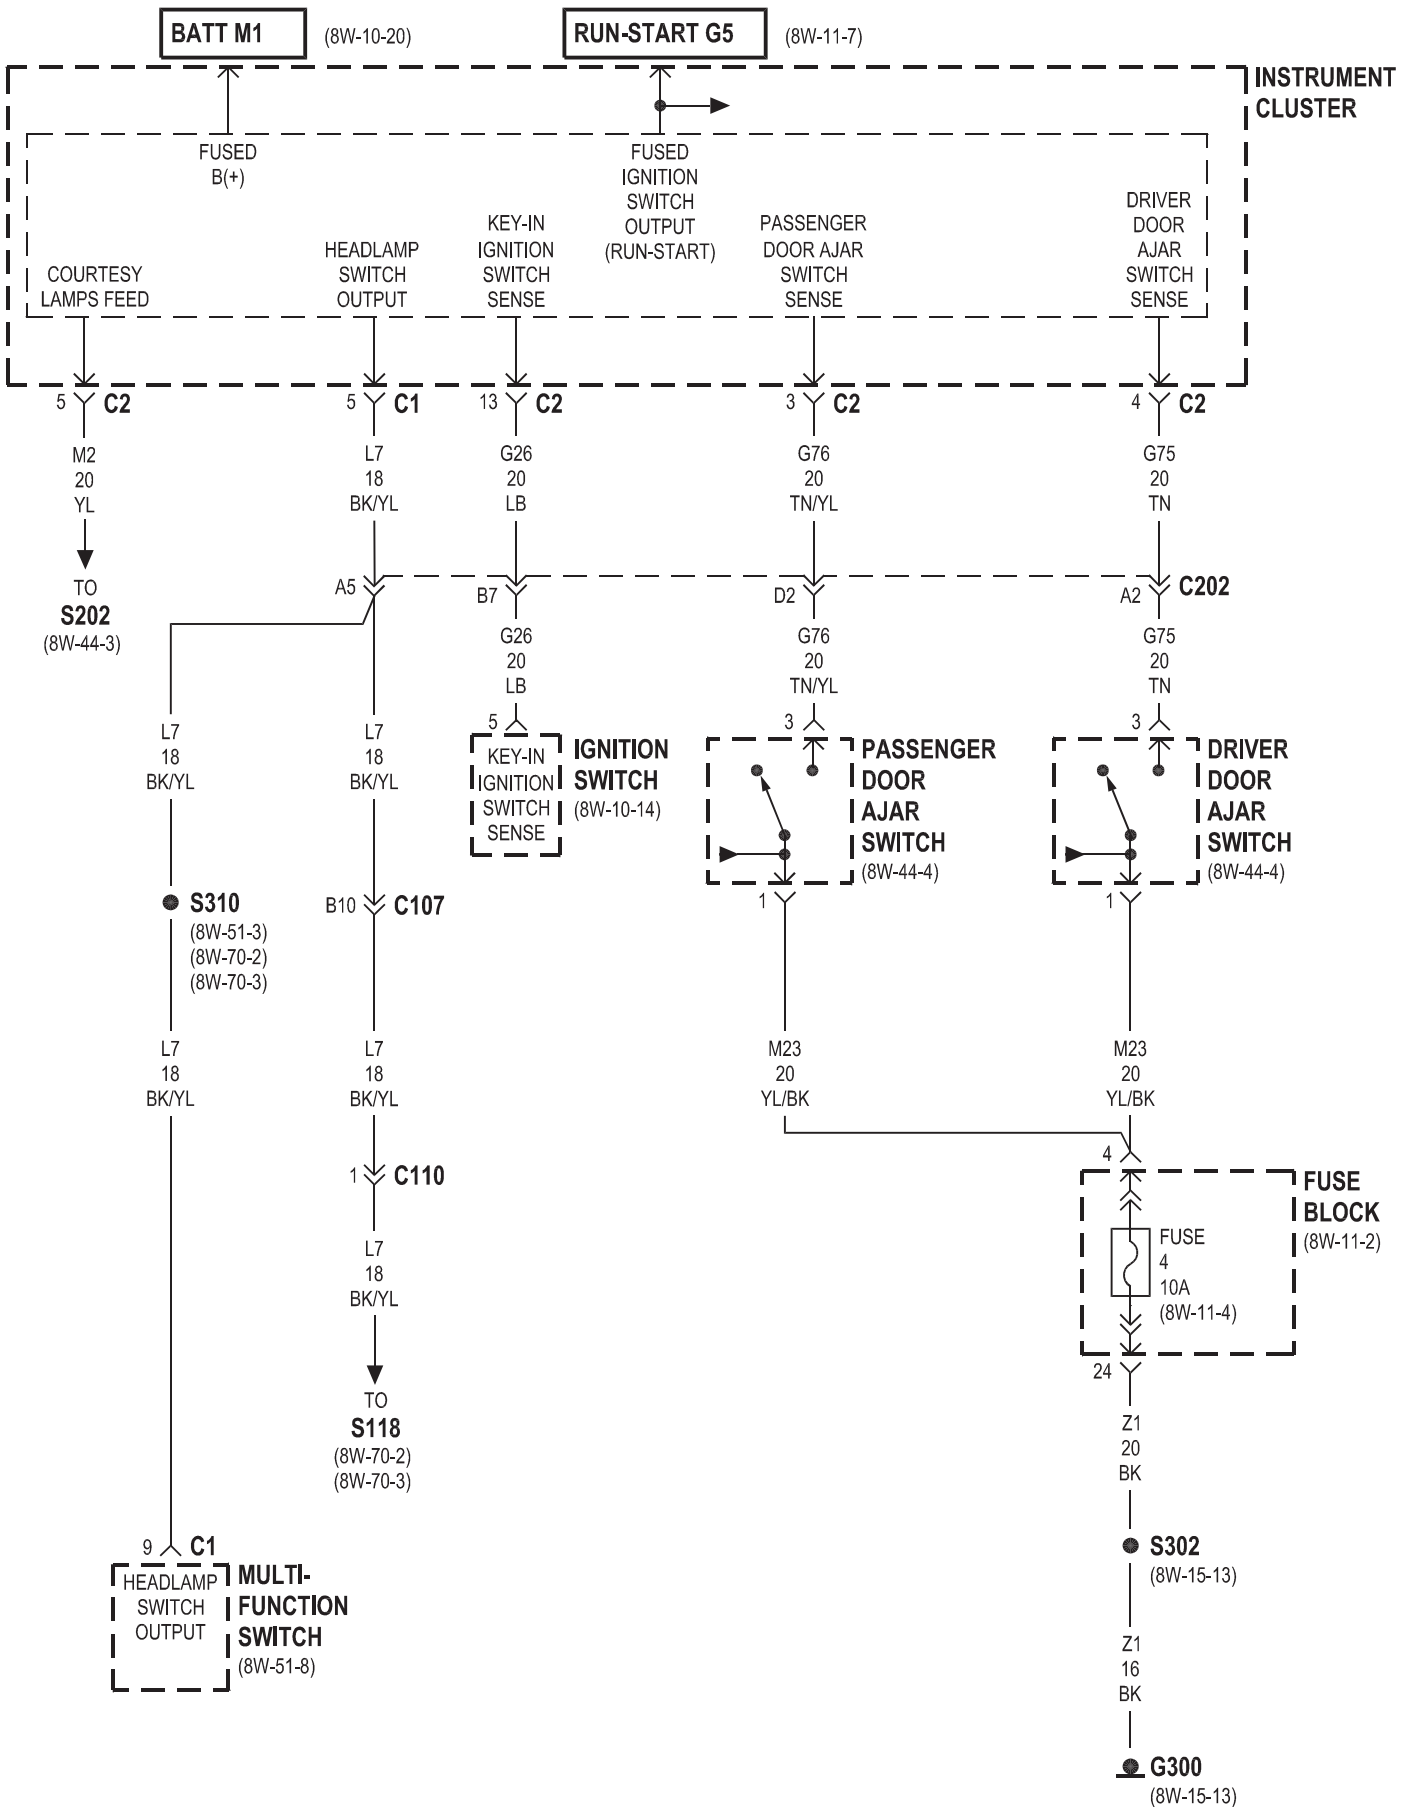 BATT M1
(8W-10-20)
RUN-START G5
(8W-11-7)
INSTRUMENT
CLUSTER
FUSED
B(+)
FUSED
IGNITION
SWITCH
OUTPUT
(RUN-START)
COURTESY
LAMPS FEED
HEADLAMP
SWITCH
OUTPUT
KEY-IN
IGNITION
SWITCH
SENSE
PASSENGER
DOOR AJAR
SWITCH
SENSE
DRIVER
DOOR
AJAR
SWITCH
SENSE
5 C2
5 C1
13 C2
3 C2
4 C2
M2
20
YL
L7
18
BK/YL
G26
20
LB
G76
20
TN/YL
G75
20
TN
TO
S202
(8W-44-3)
A5
B7
D2
A2
C202
G26
20
LB
G76
20
TN/YL
G75
20
TN
L7
18
BK/YL
L7
18
BK/YL
5
KEY-IN
IGNITION
SWITCH
SENSE
IGNITION
SWITCH
(8W-10-14)
3
PASSENGER
DOOR
AJAR
SWITCH
(8W-44-4)
1
3
DRIVER
DOOR
AJAR
SWITCH
(8W-44-4)
1
S310
(8W-51-3)
(8W-70-2)
(8W-70-3)
B10 C107
L7
18
BK/YL
L7
18
BK/YL
M23
20
YL/BK
M23
20
YL/BK
1 C110
4
FUSE
BLOCK
(8W-11-2)
FUSE
4
10A
(8W-11-4)
24
L7
18
BK/YL
TO
S118
(8W-70-2)
(8W-70-3)
Z1
20
BK
9 C1
HEADLAMP
SWITCH
OUTPUT
MULTI-
FUNCTION
SWITCH
(8W-51-8)
S302
(8W-15-13)
Z1
16
BK
G300
(8W-15-13)